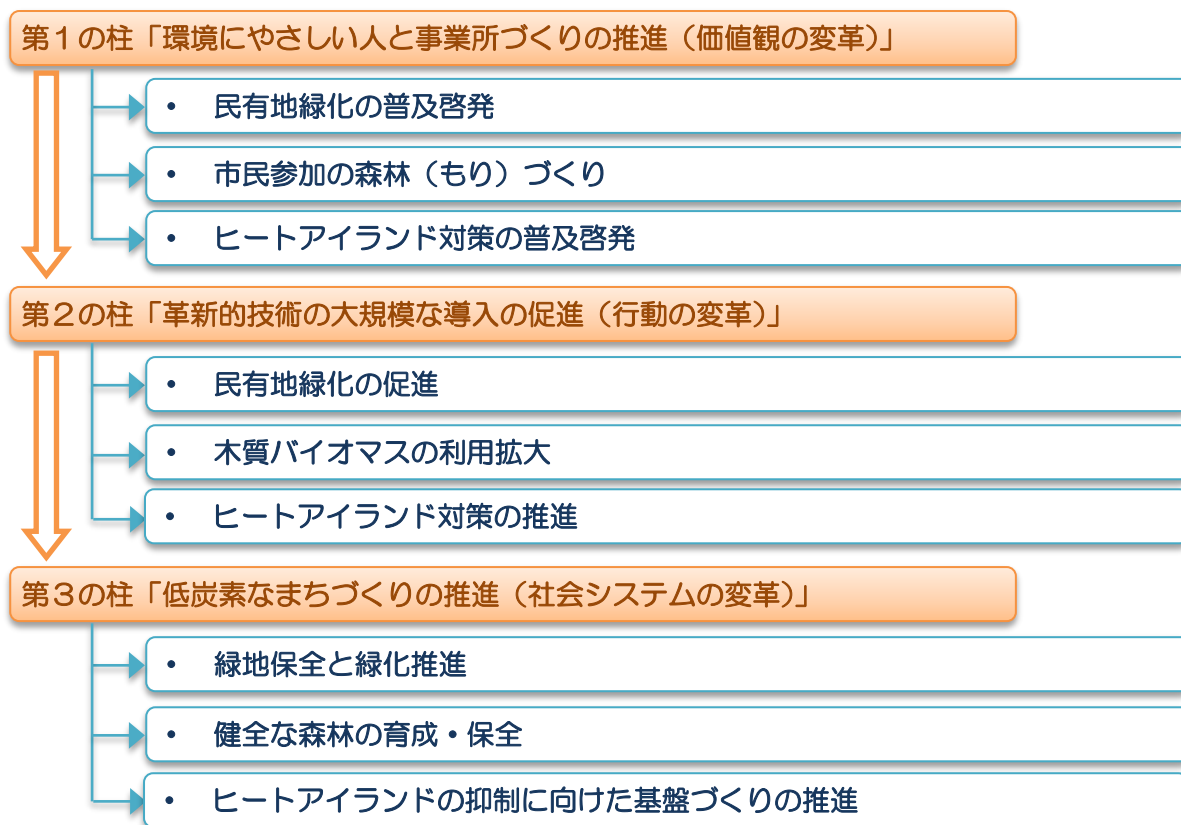 第１の柱「環境にやさしい人と事業所づくりの推進（価値観の変革）」
• 民有地緑化の普及啓発
• 市民参加の森林（もり）づくり
• ヒートアイランド対策の普及啓発
第２の柱「革新的技術の大規模な導入の促進（行動の変革）」
• 民有地緑化の促進
• 木質バイオマスの利用拡大
• ヒートアイランド対策の推進
第３の柱「低炭素なまちづくりの推進（社会システムの変革）」
• 緑地保全と緑化推進
• 健全な森林の育成・保全
• ヒートアイランドの抑制に向けた基盤づくりの推進